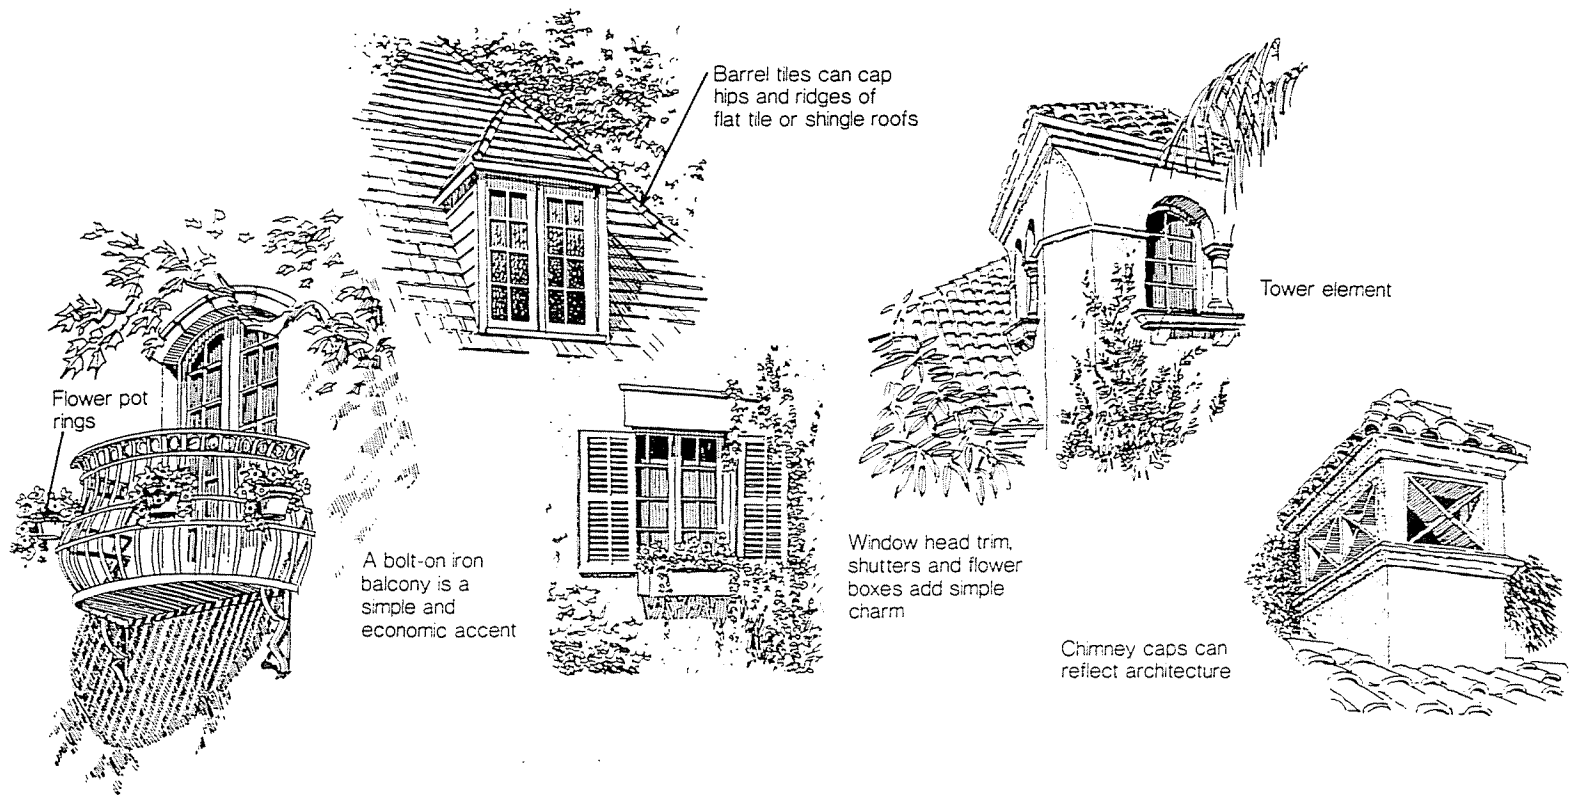 Barrel tiles can cap
hips and ridges of
flat tile or shingle roofs
Tower element
Flower pot
rings
A bolt-on iron
balcony is a
simple and
economic accent
Window head trim,
shutters and flower
boxes add simple
charm
Chimney caps can
reflect architecture